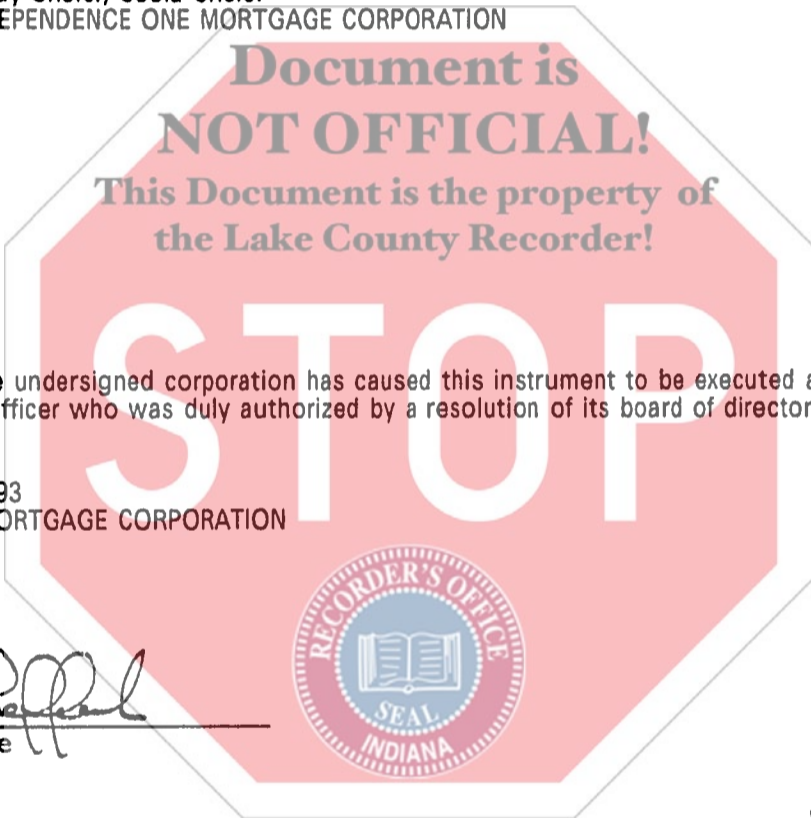 EPENDENCE ONE MORTGAGE CORPORATION
Document is
NOT OFFICIAL!
This Document is the property of
the Lake County Recorder!
STOP
e undersigned corporation has caused this instrument to be executed a
fficer who was duly authorized by a resolution of its board of director
93
ORTGAGE CORPORATION
RECORDER'S OFFICE
SEAL
INDIANA
e